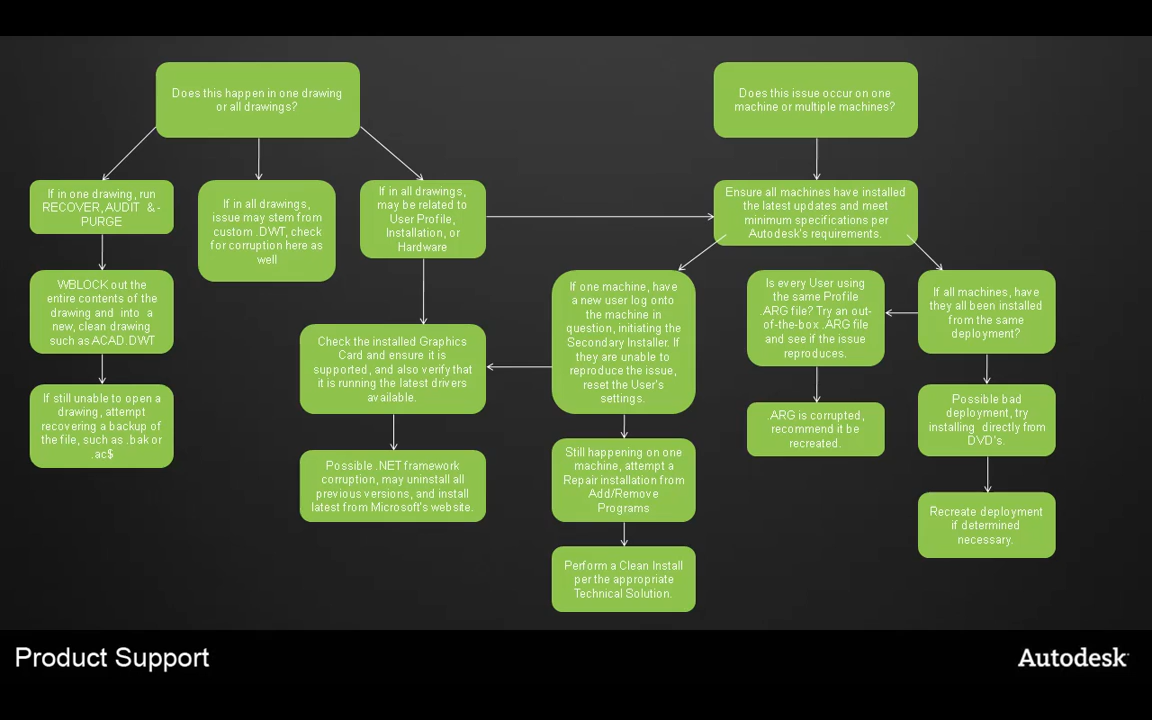 Does this happen in one drawing
or all drawings?
Does this issue occur on one
machine or multiple machines?
If in one drawing, run
RECOVER, AUDIT & -
PURGE
If in all drawings,
issue may stem from
custom .DWT, check
for corruption here as
well
If in all drawings,
may be related to
User Profile,
Installation, or
Hardware
Ensure all machines have installed
the latest updates and meet
minimum specifications per
Autodesk's requirements.
WBLOCK out the
entire contents of the
drawing and into a
new, clean drawing
such as ACAD.DWT
If one machine, have
a new user log onto
the machine in
question, initiating the
Secondary Installer. If
they are unable to
reproduce the issue,
reset the User's
settings.
Is every User using
the same Profile
.ARG file? Try an out-
of-the-box .ARG file
and see if the issue
reproduces.
If all machines, have
they all been installed
from the same
deployment?
Check the installed Graphics
Card and ensure it is
supported, and also verify that
it is running the latest drivers
available.
If still unable to open a
drawing, attempt
recovering a backup of
the file, such as .bak or
.ac$
.ARG is corrupted,
recommend it be
recreated.
Possible bad
deployment, try
installing directly from
DVD's.
Possible .NET framework
corruption, may uninstall all
previous versions, and install
latest from Microsoft's website.
Still happening on one
machine, attempt a
Repair installation from
Add/Remove
Programs
Recreate deployment
if determined
necessary.
Perform a Clean Install
per the appropriate
Technical Solution.
Product Support
Autodesk